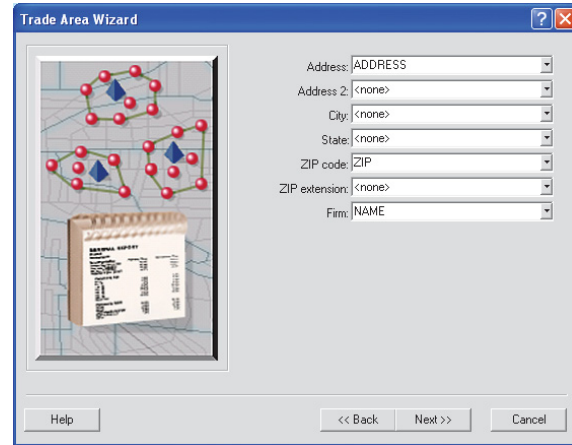 Trade Area Wizard
Address: ADDRESS
Address 2: <none>
City: <none>
State: <none>
ZIP code: ZIP
ZIP extension: <none>
Firm: NAME
Help
<< Back
Next >>
Cancel